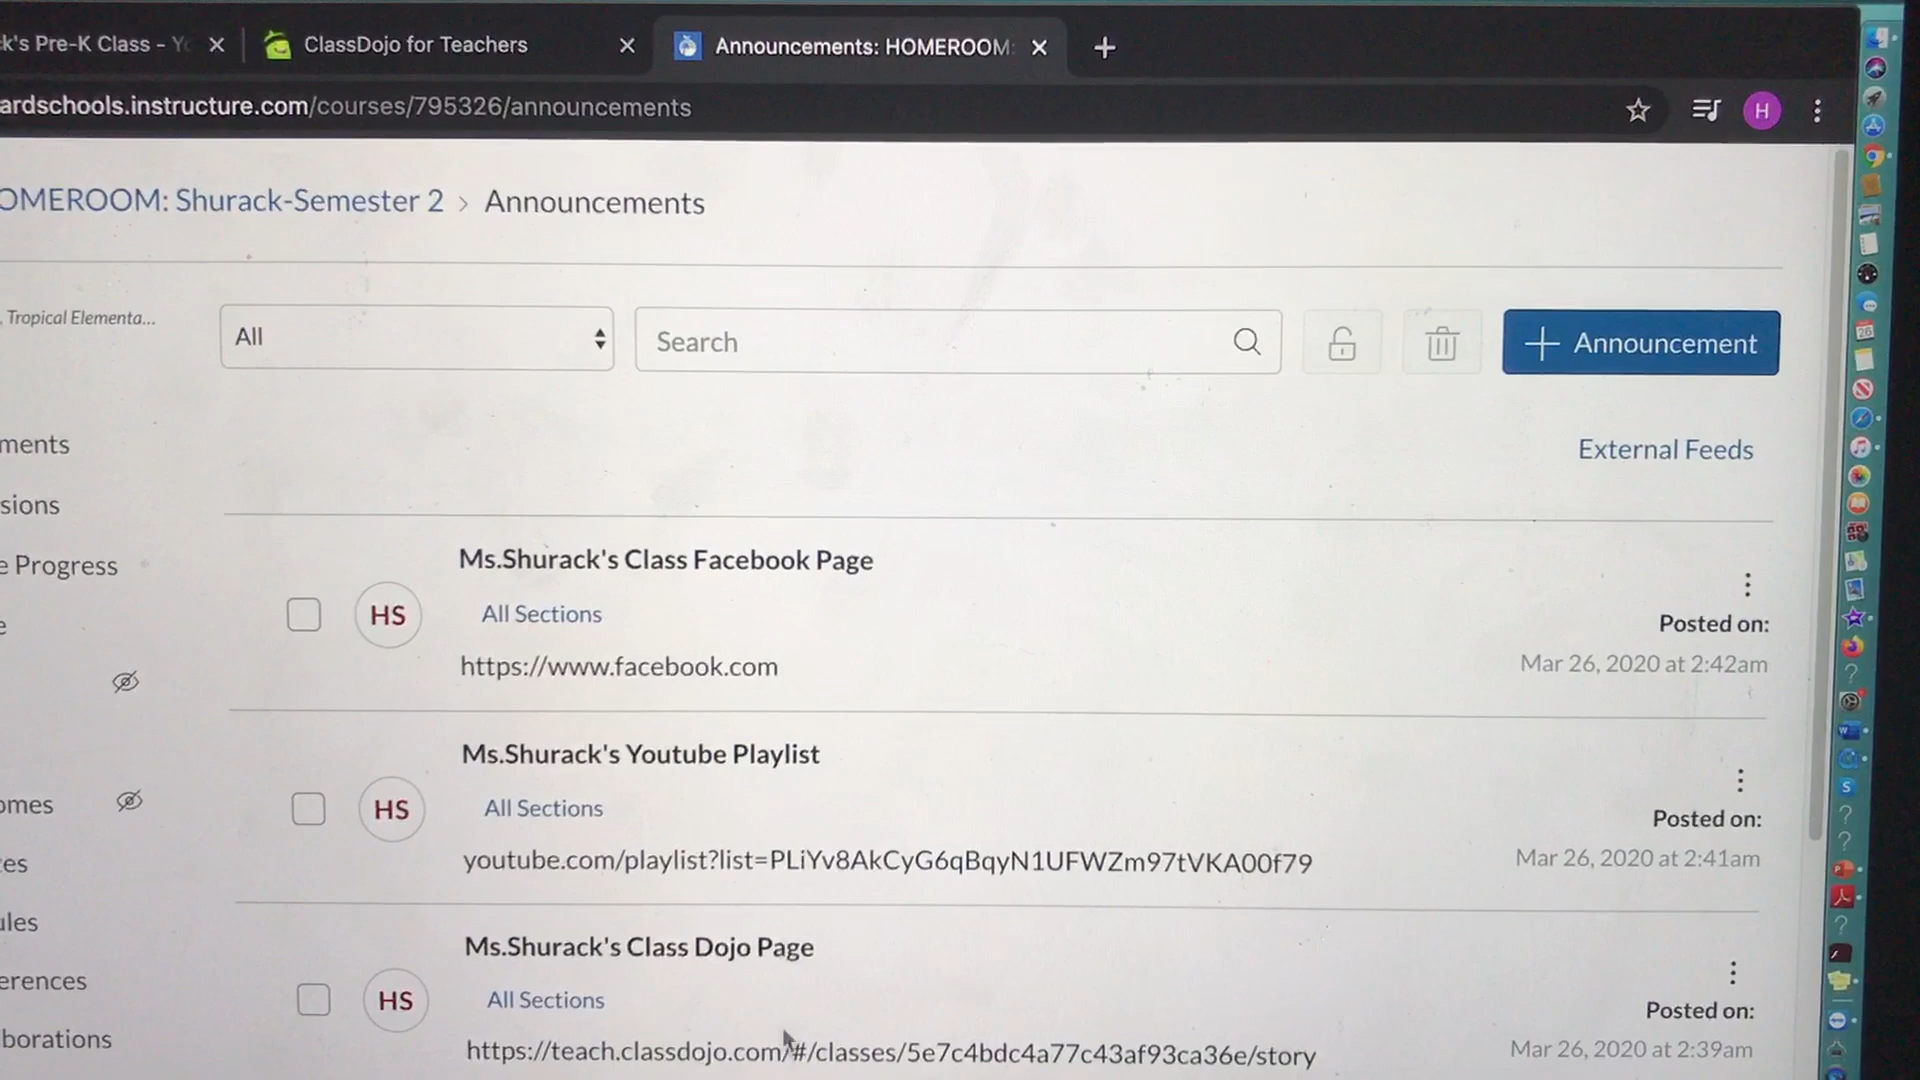 k's Pre-K Class - Yo
ClassDojo for Teachers
Announcements: HOMEROOM:
ardschools.instructure.com/courses/795326/announcements
H
OMEROOM: Shurack-Semester 2 > Announcements
Tropical Elementa...
All
Search
+ Announcement
External Feeds
ments
sions
e Progress
e
omes
es
ules
erences
borations
Ms.Shurack's Class Facebook Page
HS
All Sections
https://www.facebook.com
Posted on:
Mar 26, 2020 at 2:42am
Ms.Shurack's Youtube Playlist
HS
All Sections
youtube.com/playlist?list=PLiYv8AkCyG6qBqyN1UFWZm97tVKA00f79
Posted on:
Mar 26, 2020 at 2:41am
Ms.Shurack's Class Dojo Page
HS
All Sections
https://teach.classdojo.com/#/classes/5e7c4bdc4a77c43af93ca36e/story
Posted on:
Mar 26, 2020 at 2:39am